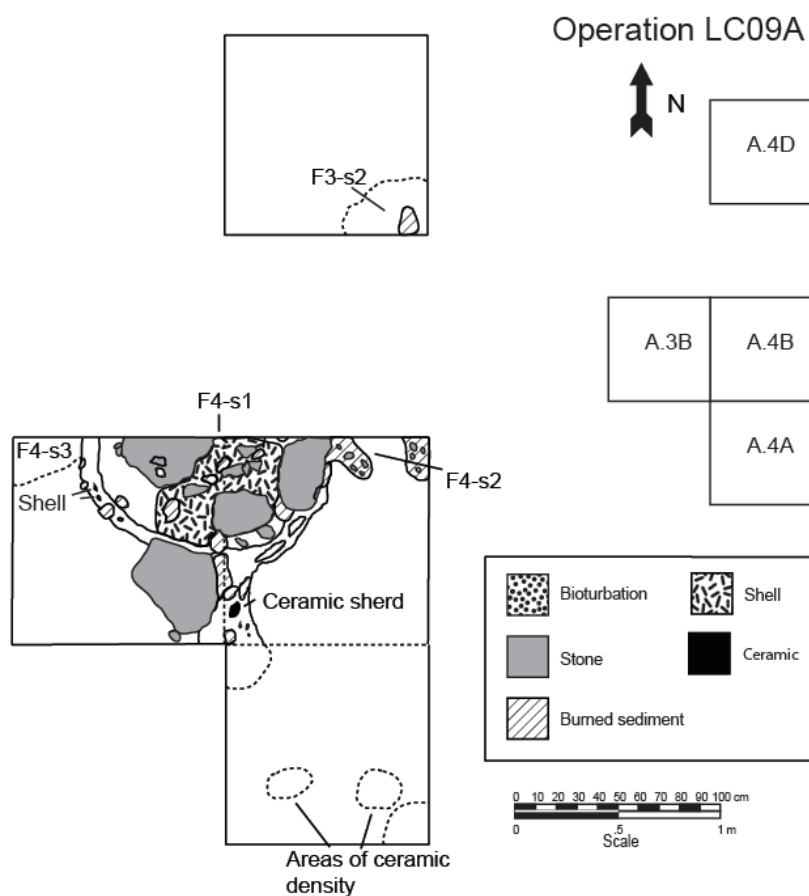 Operation LC09A
N
A.4D
F3-s2
A.3B
A.4B
A.4A
F4-s1
F4-s3
Shell
F4-s2
Ceramic sherd
Bioturbation
Shell
Stone
Ceramic
Burned sediment
0 10 20 30 40 50 60 70 80 90 100 cm
0 .5 1 m
Scale
Areas of ceramic
density